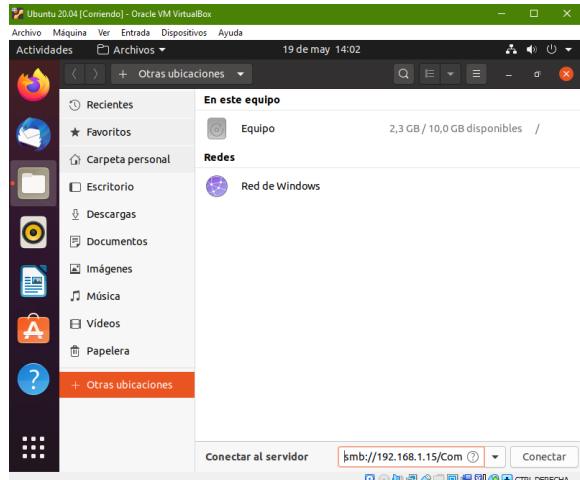 Ubuntu 20.04 [Corriendo] - Oracle VM VirtualBox
Archivo Máquina Ver Entrada Dispositivos Ayuda
Actividades Archivos 19 de may 14:02
+ Otras ubicaciones
Recientes
Favoritos
Carpeta personal
Escritorio
Descargas
Documentos
Imágenes
Música
Vídeos
Papelera
+ Otras ubicaciones
En este equipo
Equipo 2,3 GB / 10,0 GB disponibles /
Redes
Red de Windows
Conectar al servidor smb://192.168.1.15/Com Conectar
CTRL DERECHA